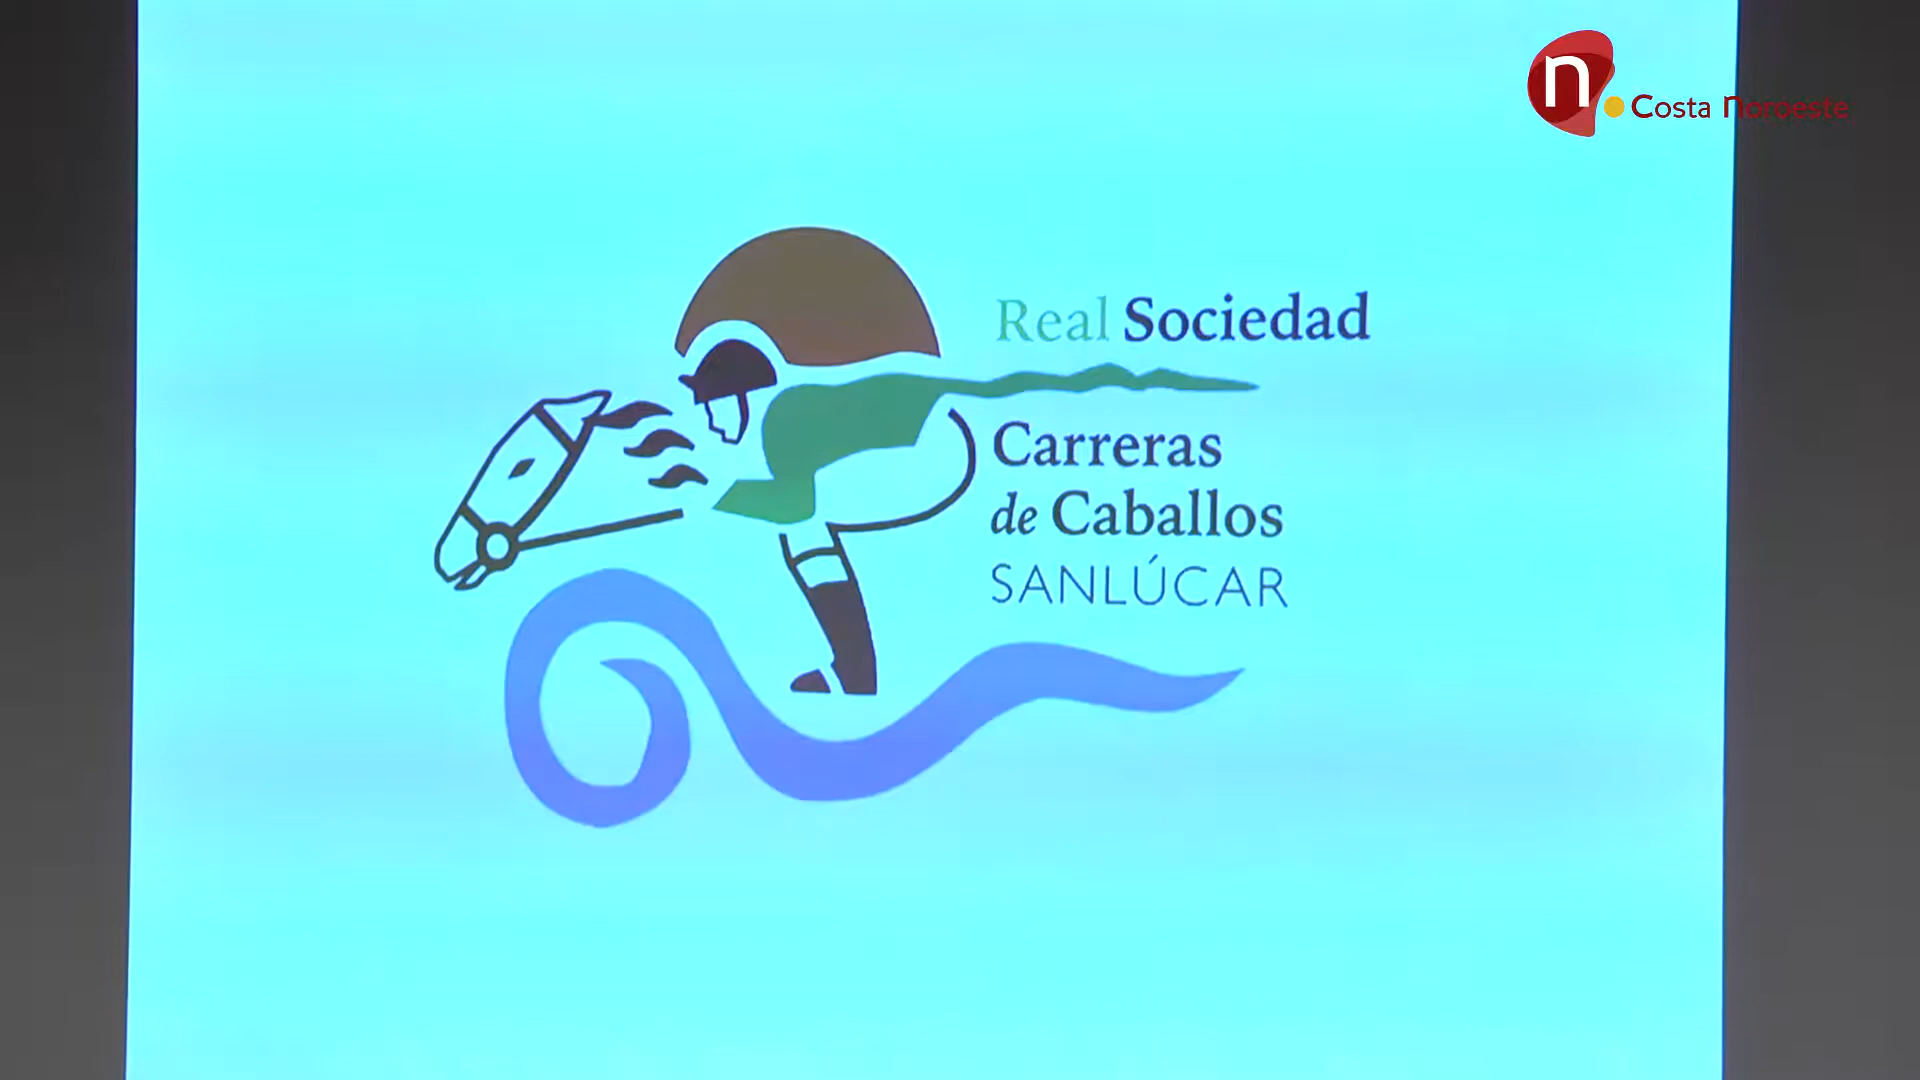 n
Costa Noroeste
Real Sociedad
Carreras
de Caballos
SANLÚCAR